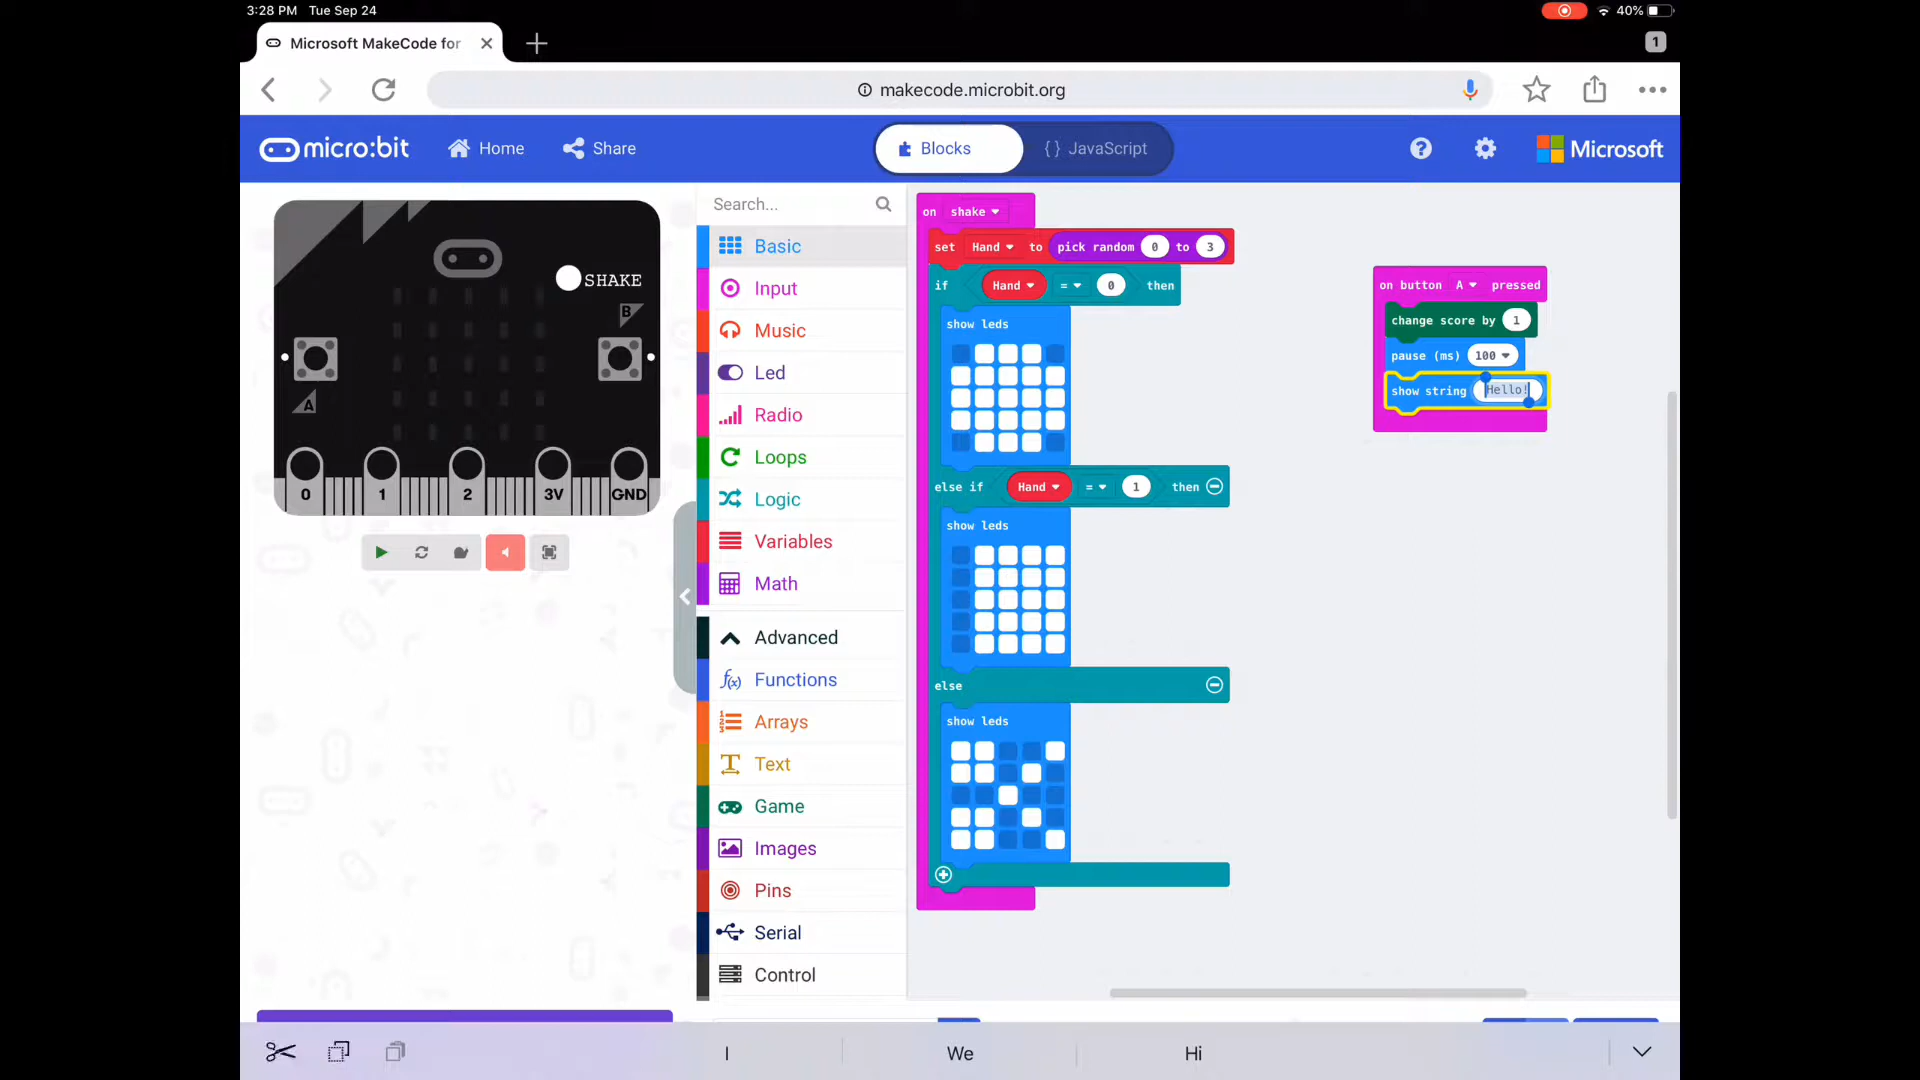 3:28 PM Tue Sep 24
40%
Microsoft MakeCode for
1
makecode.microbit.org
micro:bit
Home
Share
Blocks
{} JavaScript
?
Microsoft
SHAKE
B
A
0 1 2 3V GND
Search...
Basic
Input
Music
Led
Radio
Loops
Logic
Variables
Math
Advanced
f(x) Functions
Arrays
Text
Game
Images
Pins
Serial
Control
on shake
set Hand to pick random 0 to 3
if Hand = 0 then
show leds
else if Hand = 1 then
show leds
else
show leds
on button A pressed
change score by 1
pause (ms) 100
show string Hello!
I
We
Hi